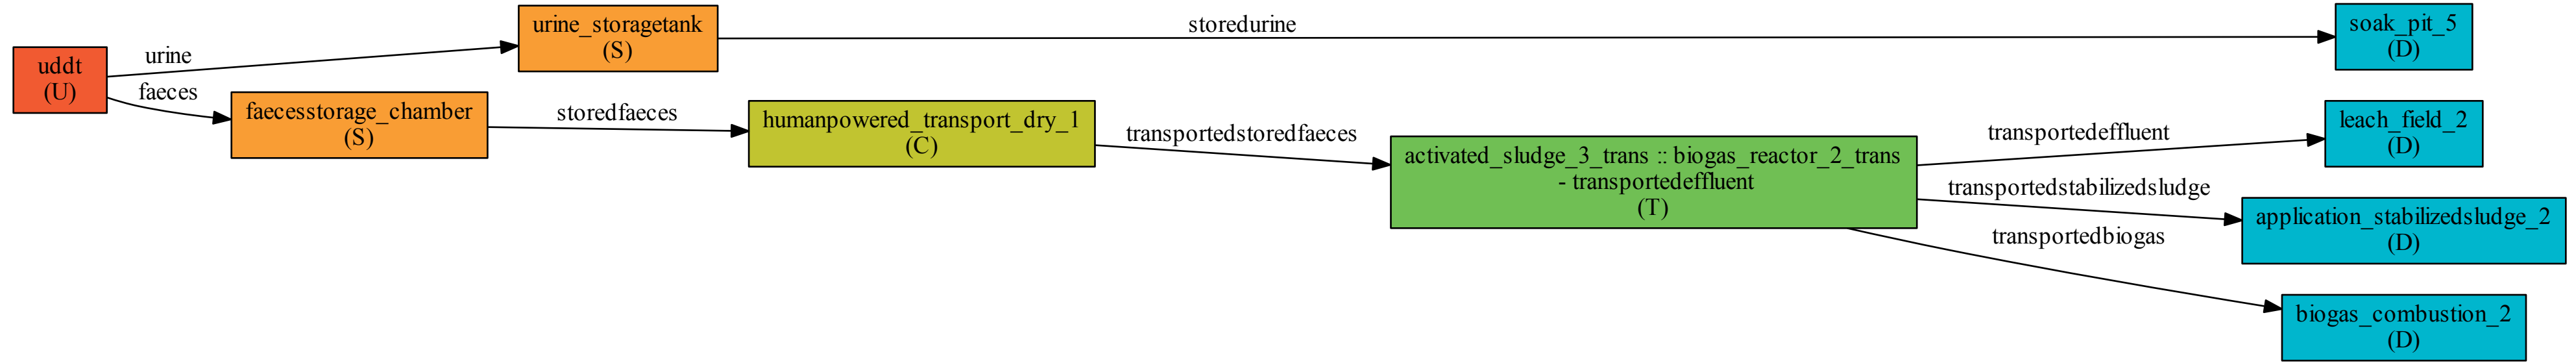 uddt
(U)
urine
faeces
urine_storagetank
(S)
faecesstorage_chamber
(S)
storedurine
storedfaeces
humanpowered_transport_dry_1
(C)
transportedstoredfaeces
activated_sludge_3_trans :: biogas_reactor_2_trans
- transportedeffluent
(T)
transportedeffluent
transportedstabilizedsludge
transportedbiogas
soak_pit_5
(D)
leach_field_2
(D)
application_stabilizedsludge_2
(D)
biogas_combustion_2
(D)